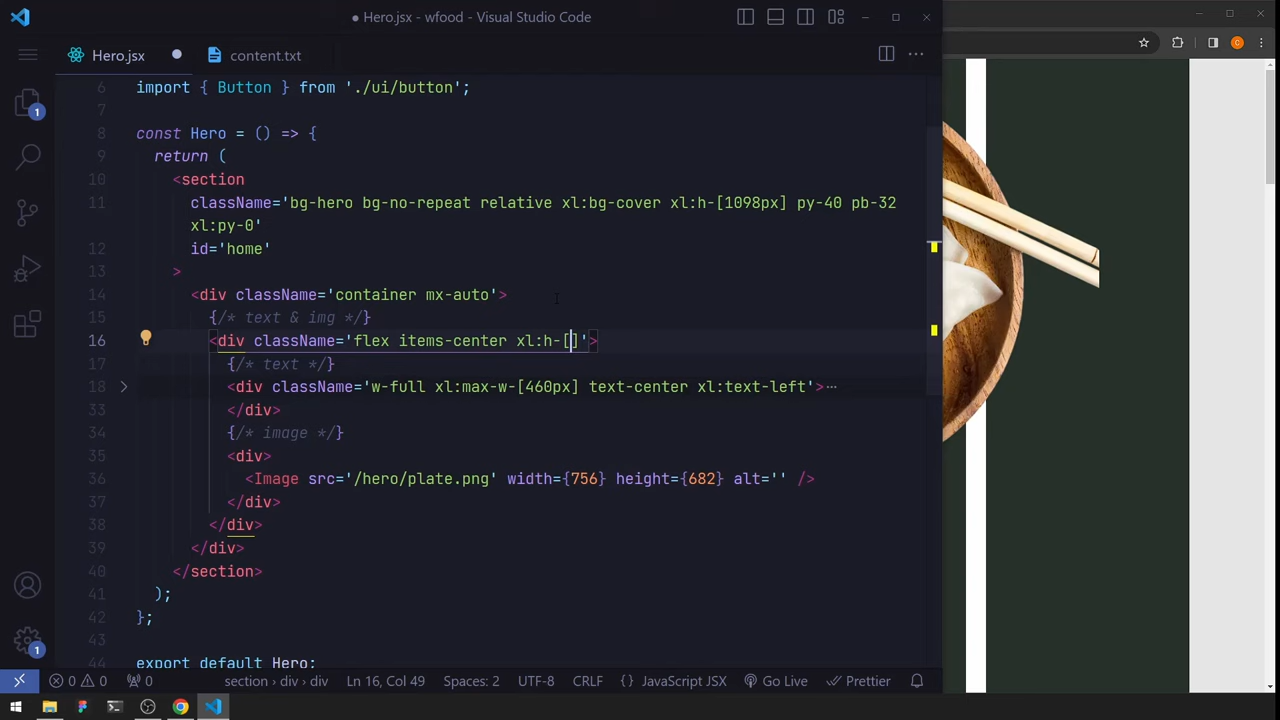 ● Hero.jsx - wfood - Visual Studio Code
Hero.jsx
content.txt
6 import { Button } from './ui/button';
7
8 const Hero = () => {
9 return (
10 <section
11 className='bg-hero bg-no-repeat relative xl:bg-cover xl:h-[1098px] py-40 pb-32
xl:py-0'
12 id='home'
13 >
14 <div className='container mx-auto'>
15 {/* text & img */}
16 <div className='flex items-center xl:h-[]'>
17 {/* text */}
18 <div className='w-full xl:max-w-[460px] text-center xl:text-left'>…
33 </div>
34 {/* image */}
35 <div>
36 <Image src='/hero/plate.png' width={756} height={682} alt='' />
37 </div>
38 </div>
39 </div>
40 </section>
41 );
42 };
43
44 export default Hero;
1
1
0 0 0 section > div > div Ln 16, Col 49 Spaces: 2 UTF-8 CRLF {} JavaScript JSX Go Live Prettier
C